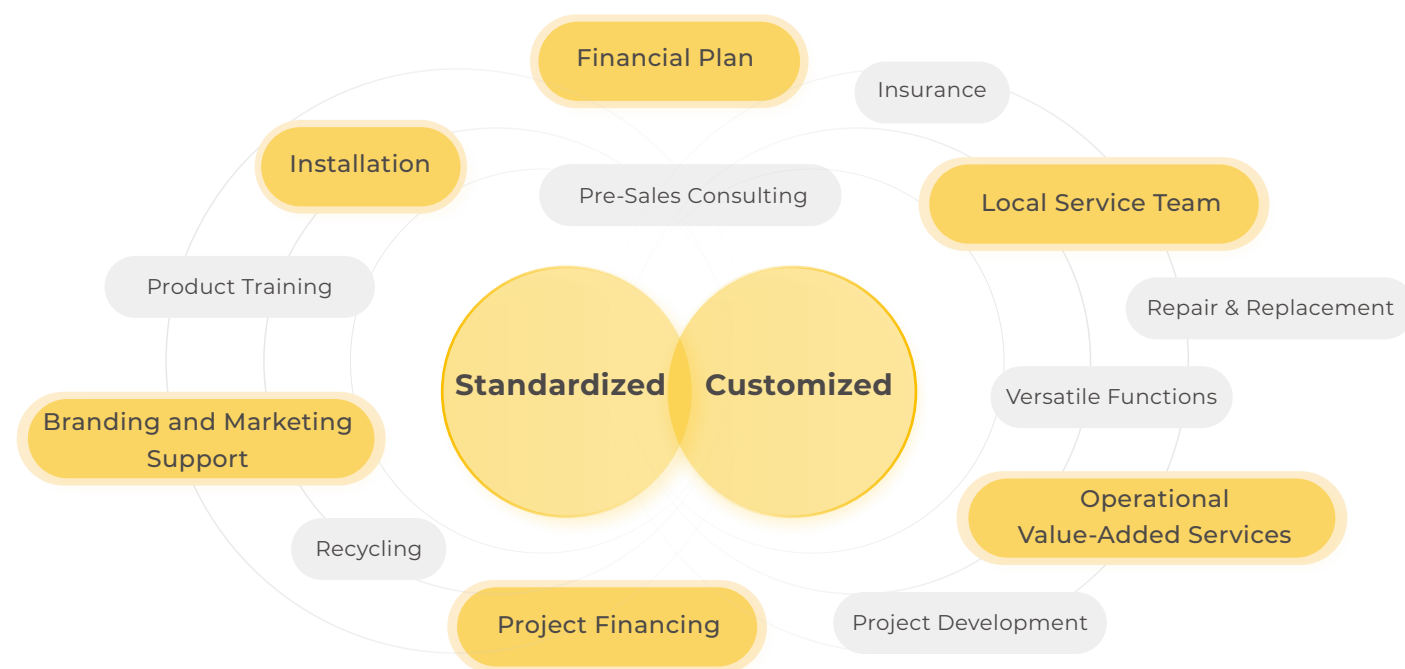 Financial Plan
Insurance
Installation
Pre-Sales Consulting
Local Service Team
Product Training
Repair & Replacement
Standardized
Customized
Versatile Functions
Branding and Marketing
Support
Operational
Value-Added Services
Recycling
Project Financing
Project Development